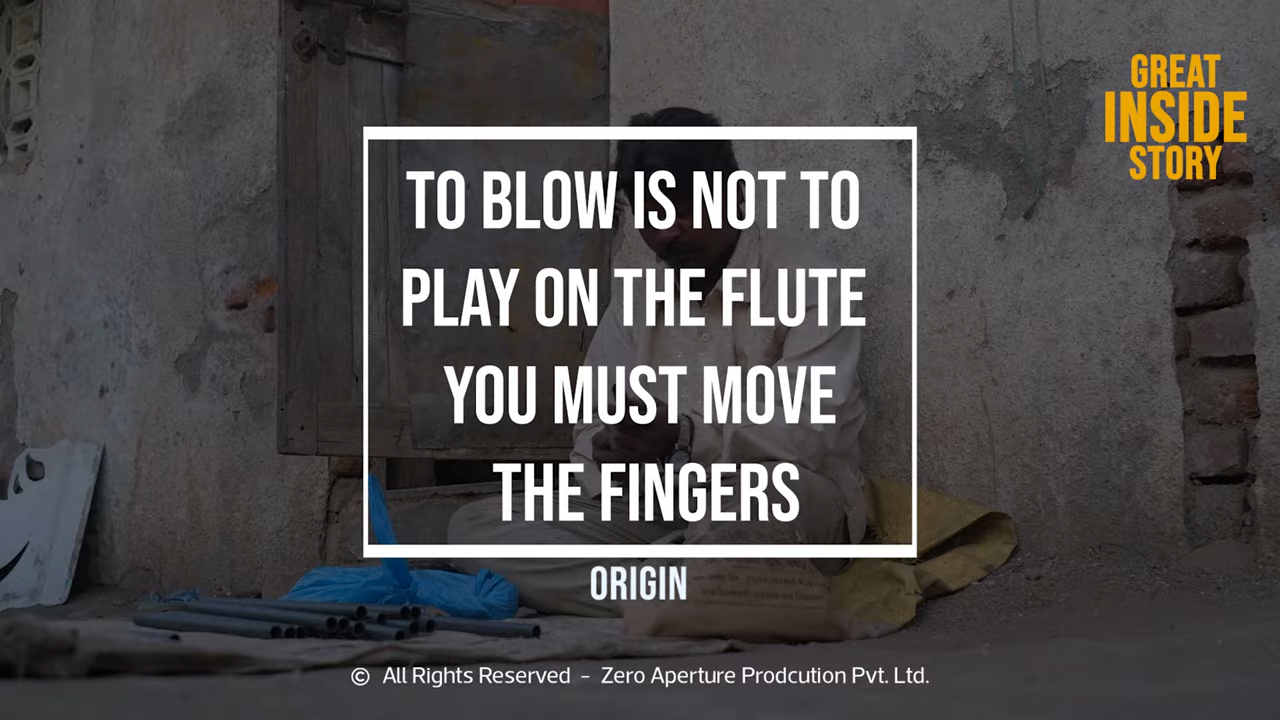 GREAT
INSIDE
STORY
TO BLOW IS NOT TO
PLAY ON THE FLUTE
YOU MUST MOVE
THE FINGERS
ORIGIN
© All Rights Reserved - Zero Aperture Prodcution Pvt. Ltd.